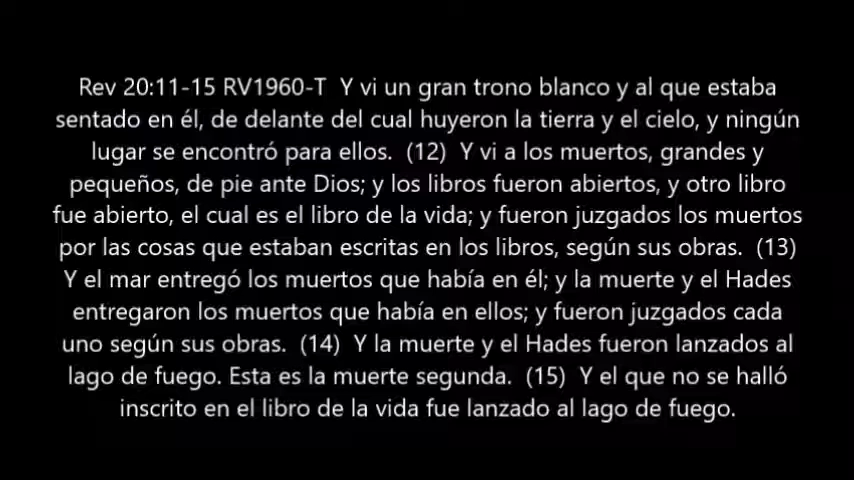 Rev 20:11-15 RV1960-T  Y vi un gran trono blanco y al que estaba
sentado en él, de delante del cual huyeron la tierra y el cielo, y ningún
lugar se encontró para ellos.  (12)  Y vi a los muertos, grandes y
pequeños, de pie ante Dios; y los libros fueron abiertos, y otro libro
fue abierto, el cual es el libro de la vida; y fueron juzgados los muertos
por las cosas que estaban escritas en los libros, según sus obras.  (13)
Y el mar entregó los muertos que había en él; y la muerte y el Hades
entregaron los muertos que había en ellos; y fueron juzgados cada
uno según sus obras.  (14)  Y la muerte y el Hades fueron lanzados al
lago de fuego. Esta es la muerte segunda.  (15)  Y el que no se halló
inscrito en el libro de la vida fue lanzado al lago de fuego.